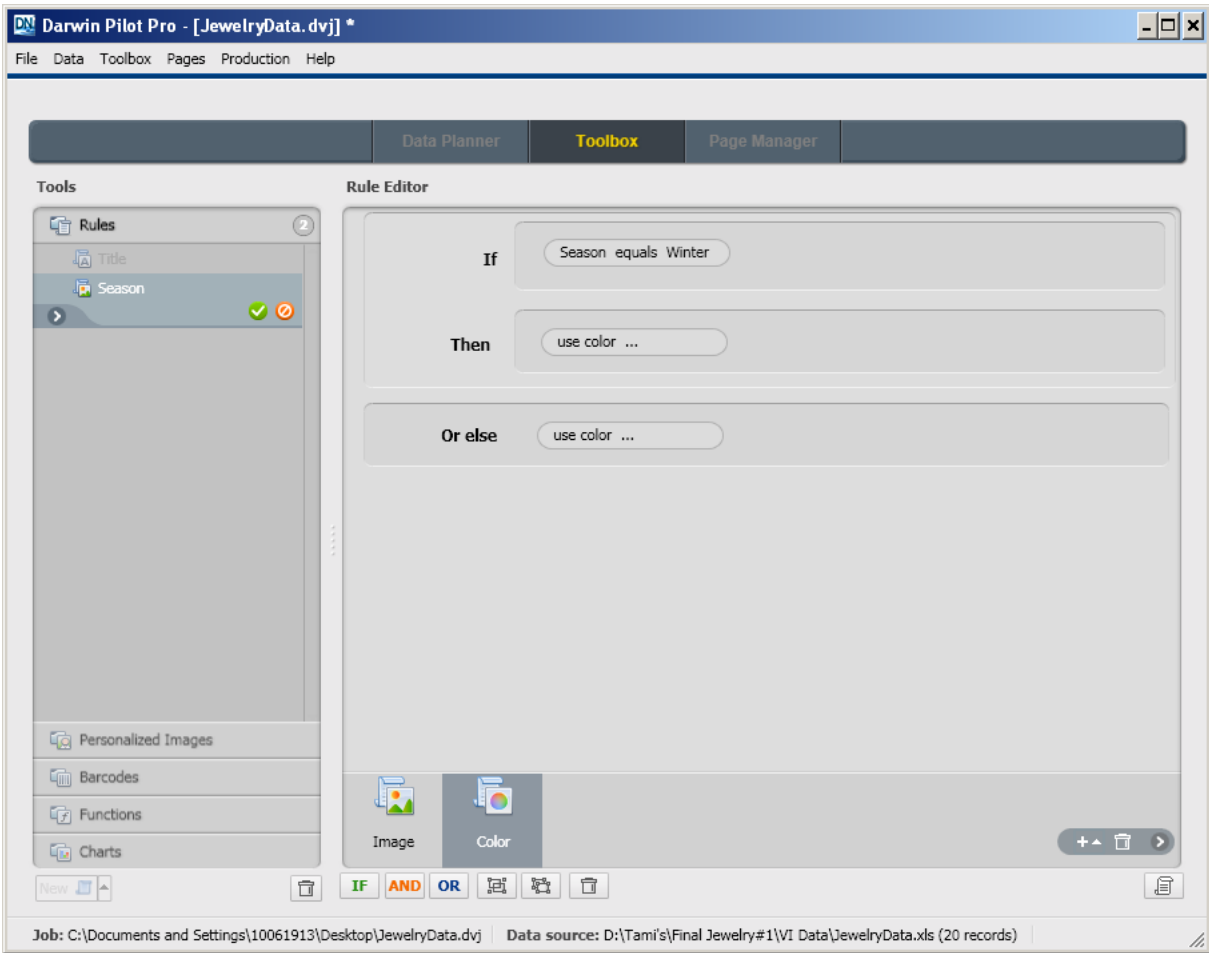 DN Darwin Pilot Pro - [JewelryData.dvj] *
File Data Toolbox Pages Production Help
Data Planner Toolbox Page Manager
Tools
Rule Editor
Rules 2
Title
Season
If Season equals Winter
Then use color ...
Or else use color ...
Personalized Images
Barcodes
Functions
Charts
Image Color
New
IF AND OR
Job: C:\Documents and Settings\10061913\Desktop\JewelryData.dvj Data source: D:\Tami's\Final Jewelry#1\VI Data\JewelryData.xls (20 records)